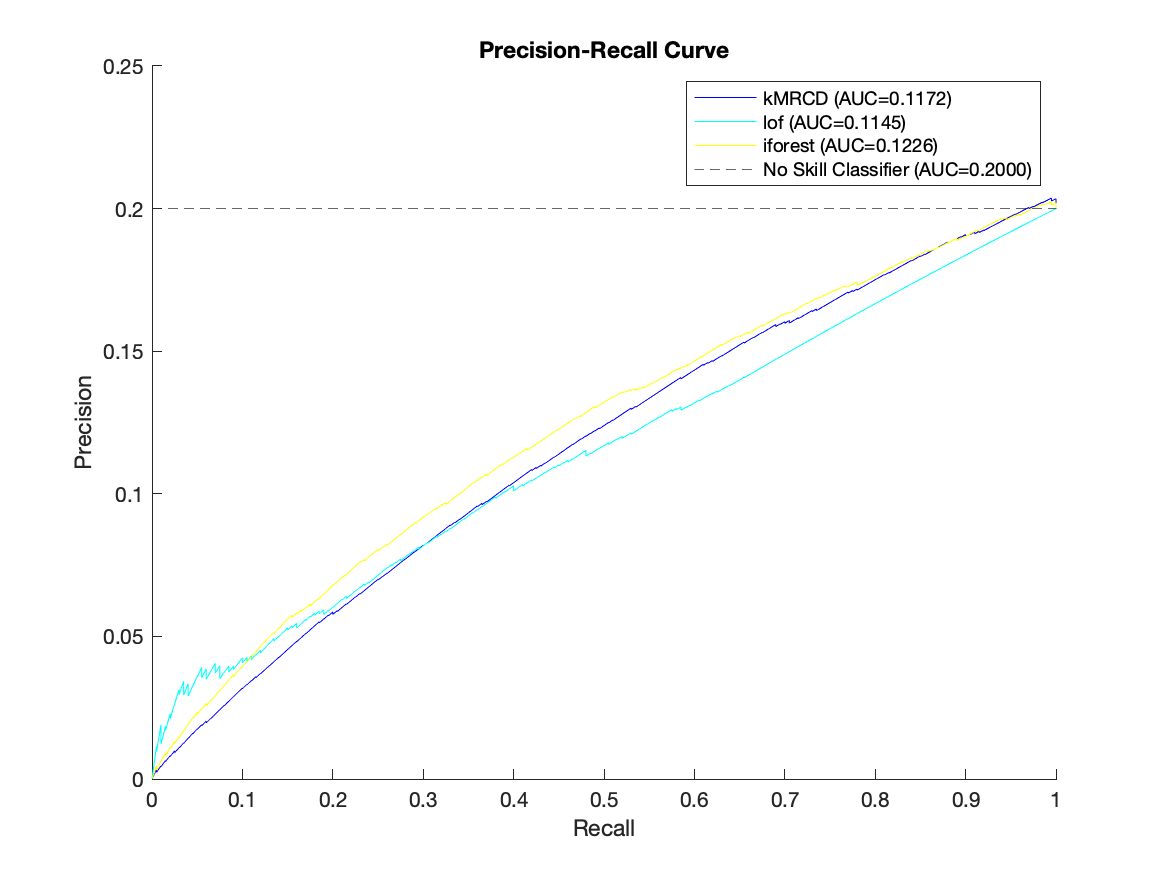 Precision-Recall Curve
0.25
kMRCD (AUC=0.1172)
lof (AUC=0.1145)
iforest (AUC=0.1226)
No Skill Classifier (AUC=0.2000)
0.2
0.15
Precision
0.1
0.05
0
0 0.1 0.2 0.3 0.4 0.5 0.6 0.7 0.8 0.9 1
Recall